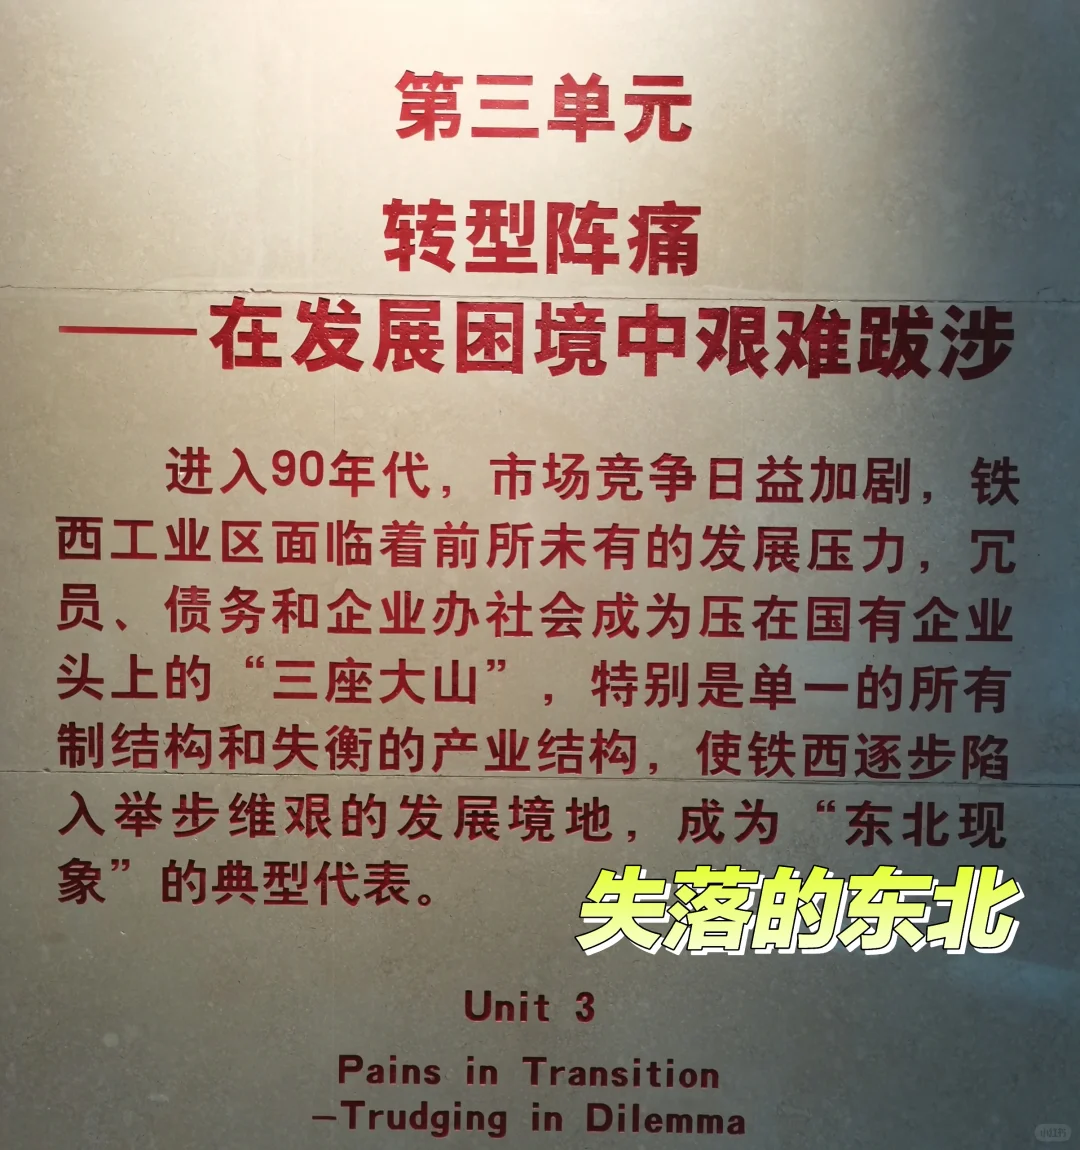 第三单元
转型阵痛
——在发展困境中艰难跋涉
进入90年代，市场竞争日益加剧，铁
西工业区面临着前所未有的发展压力，冗
员、债务和企业办社会成为压在国有企业
头上的“三座大山”，特别是单一的所有
制结构和失衡的产业结构，使铁西逐步陷
入举步维艰的发展境地，成为“东北现
象”的典型代表。
失落的东北
Unit 3
Pains in Transition
—Trudging in Dilemma
小红书